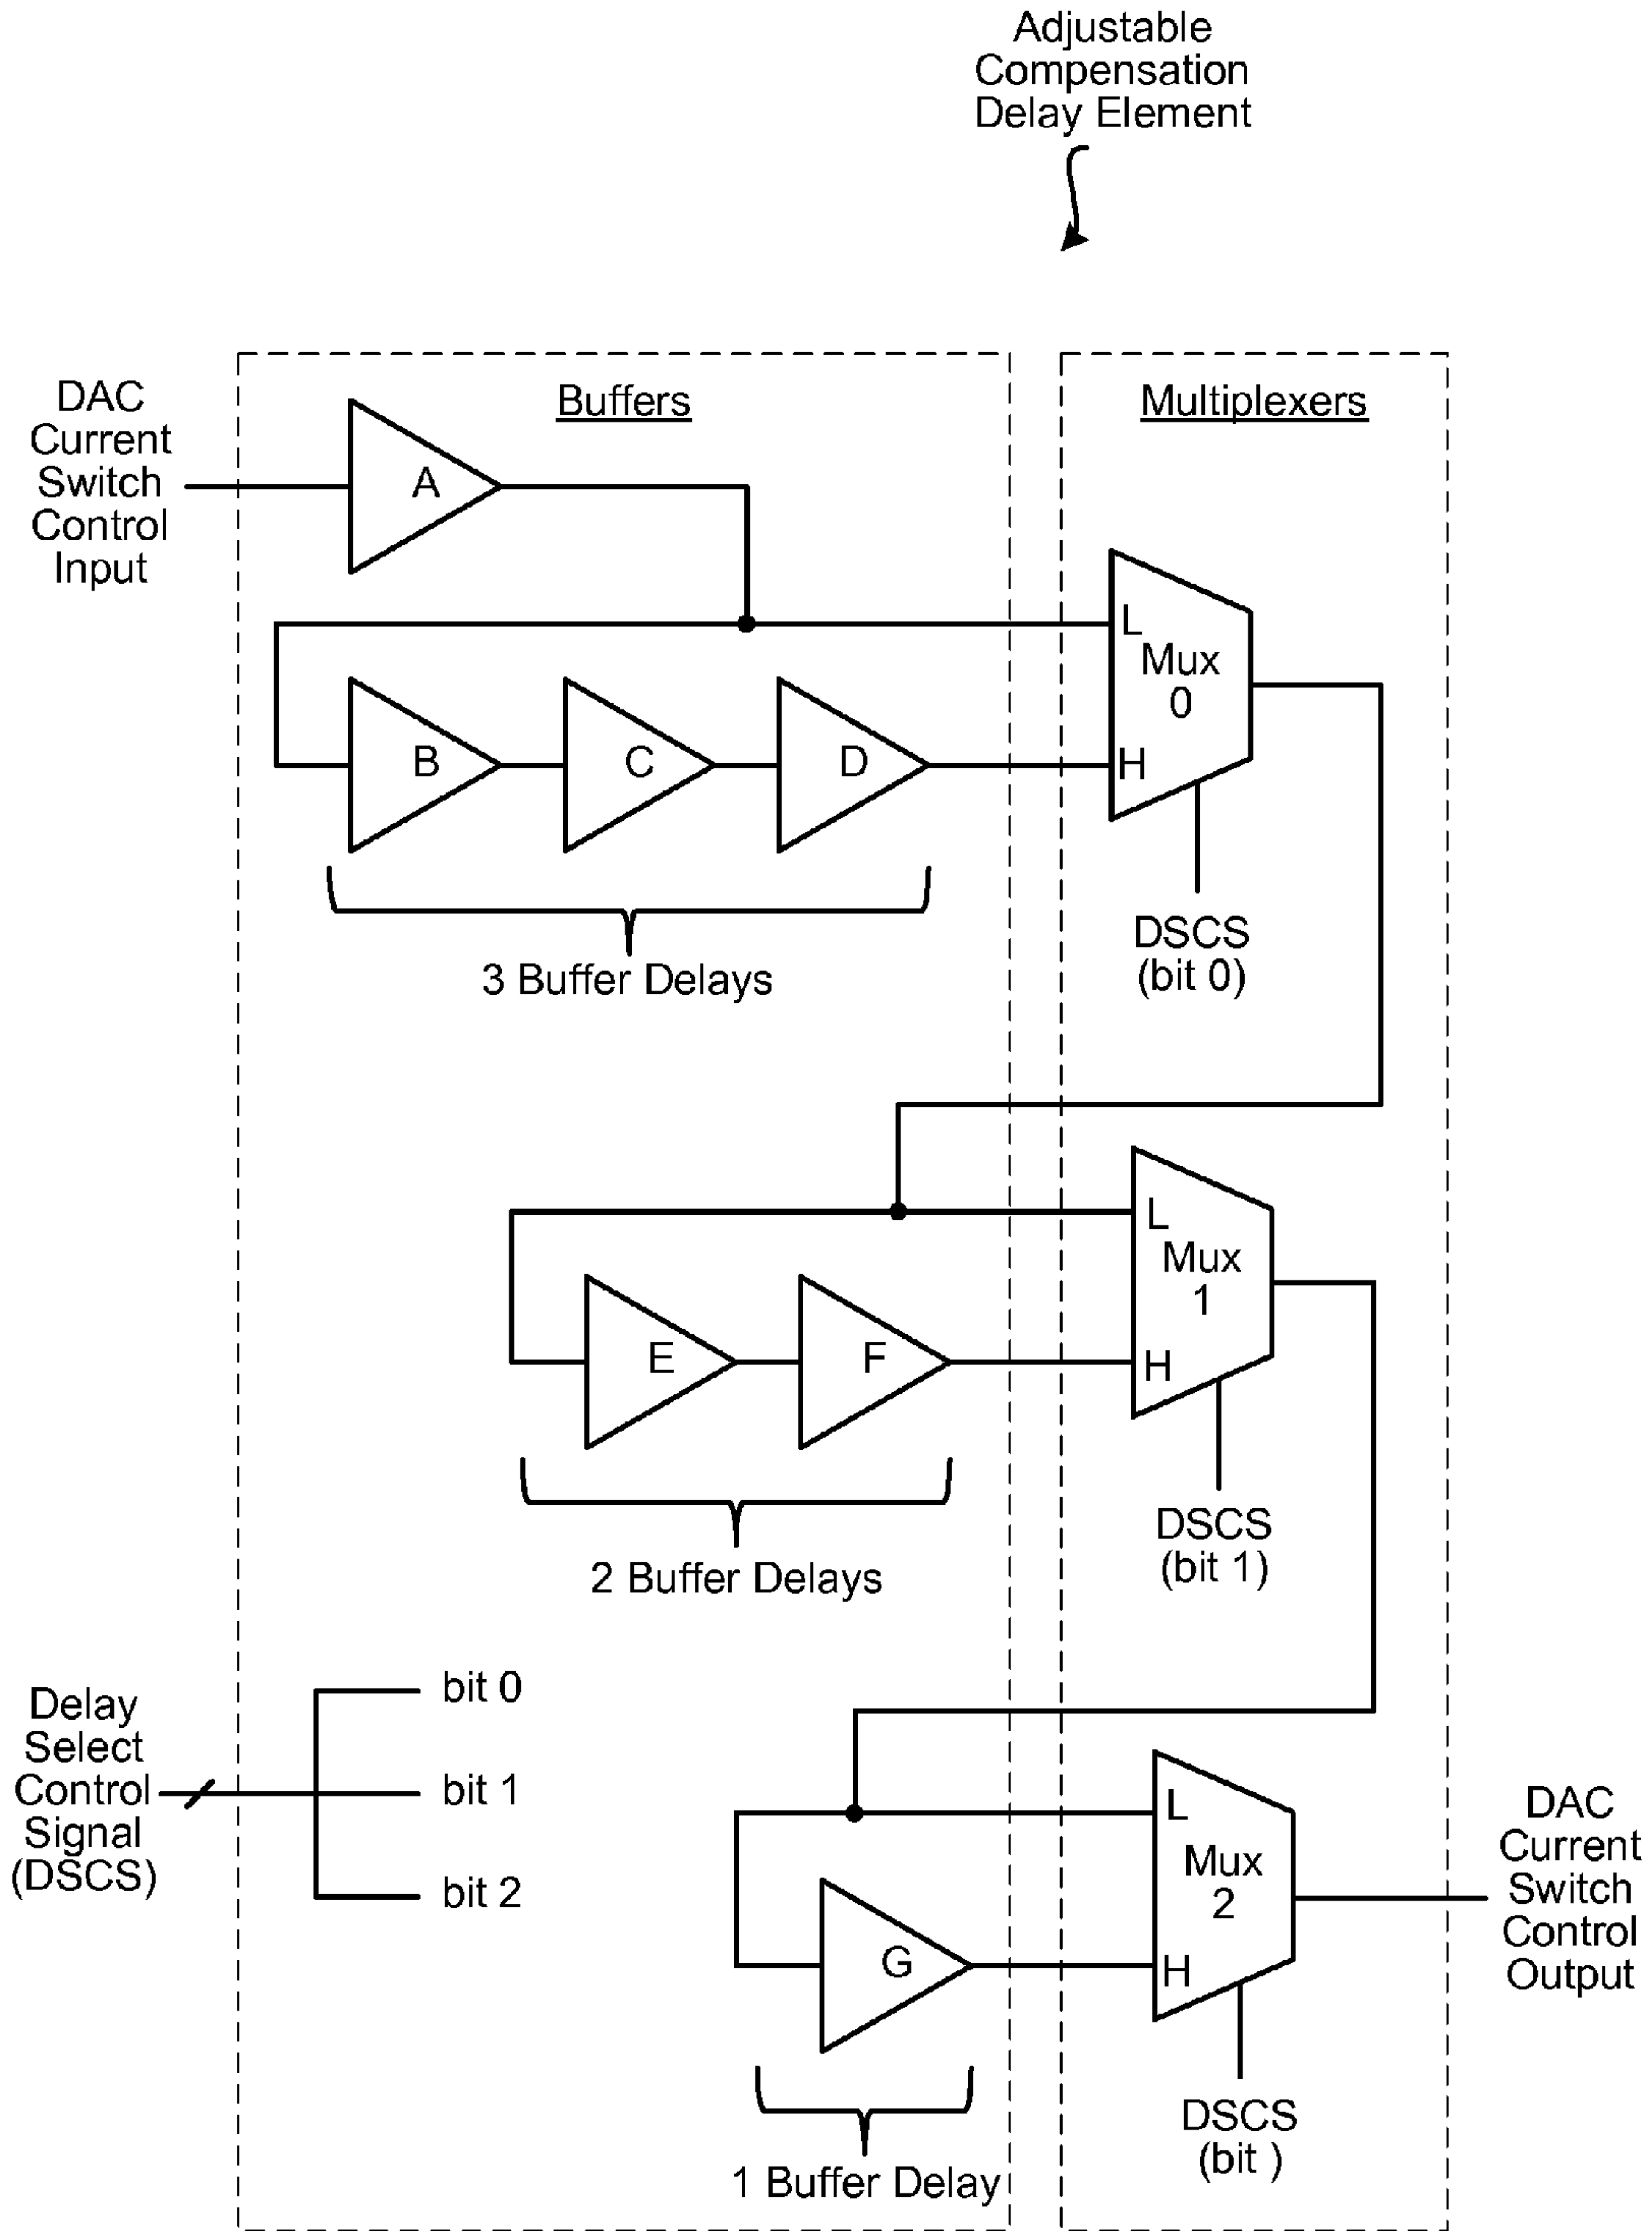 Adjustable
Compensation
Delay Element
Buffers
Multiplexers
DAC
Current
Switch
Control
Input
A
L
Mux
0
H
B
C
D
3 Buffer Delays
DSCS
(bit 0)
L
Mux
1
H
E
F
2 Buffer Delays
DSCS
(bit 1)
Delay
Select
Control
Signal
(DSCS)
bit 0
bit 1
bit 2
L
Mux
2
H
G
1 Buffer Delay
DSCS
(bit )
DAC
Current
Switch
Control
Output